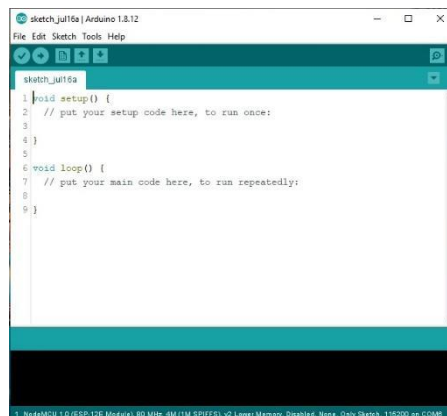 sketch_jul16a | Arduino 1.8.12
File Edit Sketch Tools Help
sketch_jul16a
1 void setup() {
2 // put your setup code here, to run once:
3
4 }
5
6 void loop() {
7 // put your main code here, to run repeatedly:
8
9 }
1 NodeMCU 1.0 (ESP-12E Module), 80 MHz, 4M (1M SPIFFS), v2 Lower Memory, Disabled, None, Only Sketch, 115200 on COM6